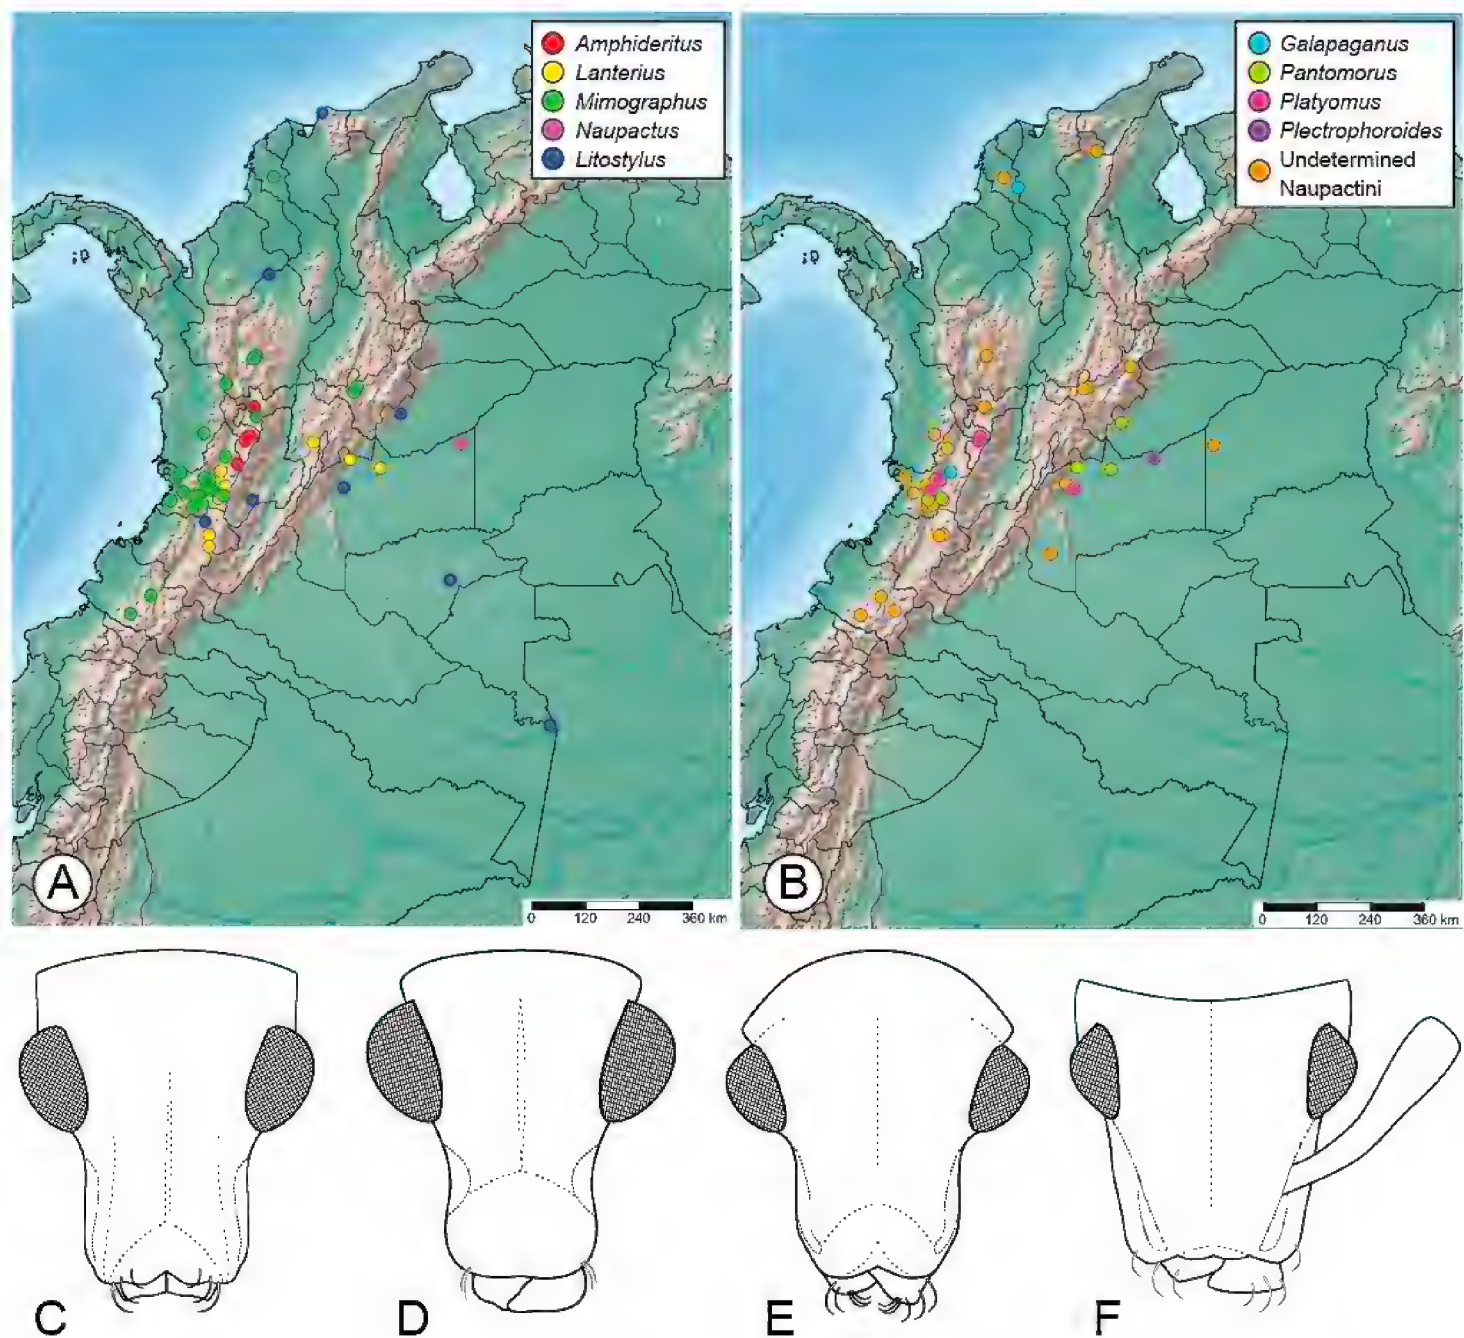 Amphideritus
Lanterius
Mimographus
Naupactus
Litostylus
Galapaganus
Pantomorus
Platyomus
Plectrophoroides
Undetermined
Naupactini
A
0 120 240 360 km
B
0 120 240 360 km
C
D
E
F